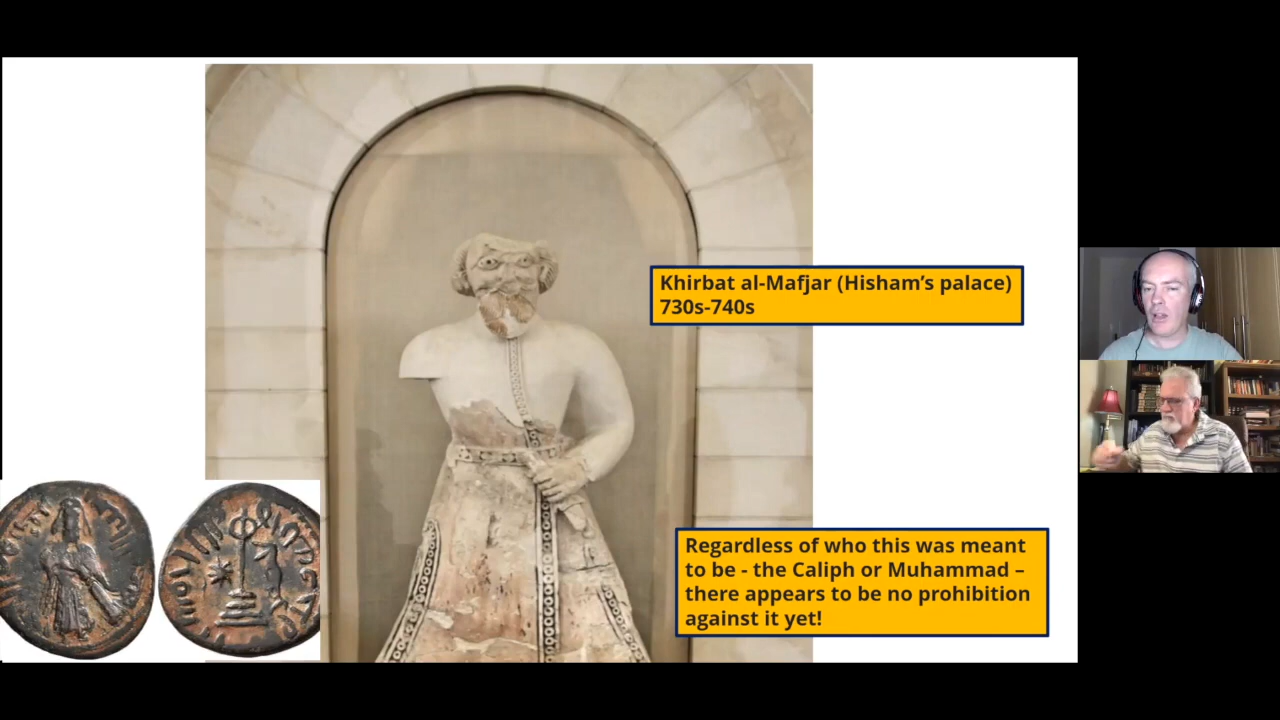 Khirbat al-Mafjar (Hisham’s palace)
730s-740s
Regardless of who this was meant
to be - the Caliph or Muhammad –
there appears to be no prohibition
against it yet!